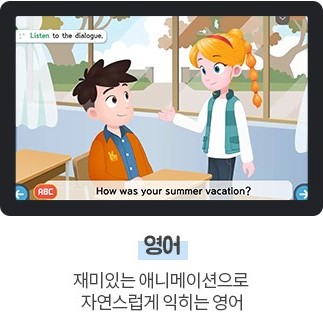 Listen to the dialogue.
ABC
How was your summer vacation?
영어
재미있는 애니메이션으로
자연스럽게 익히는 영어